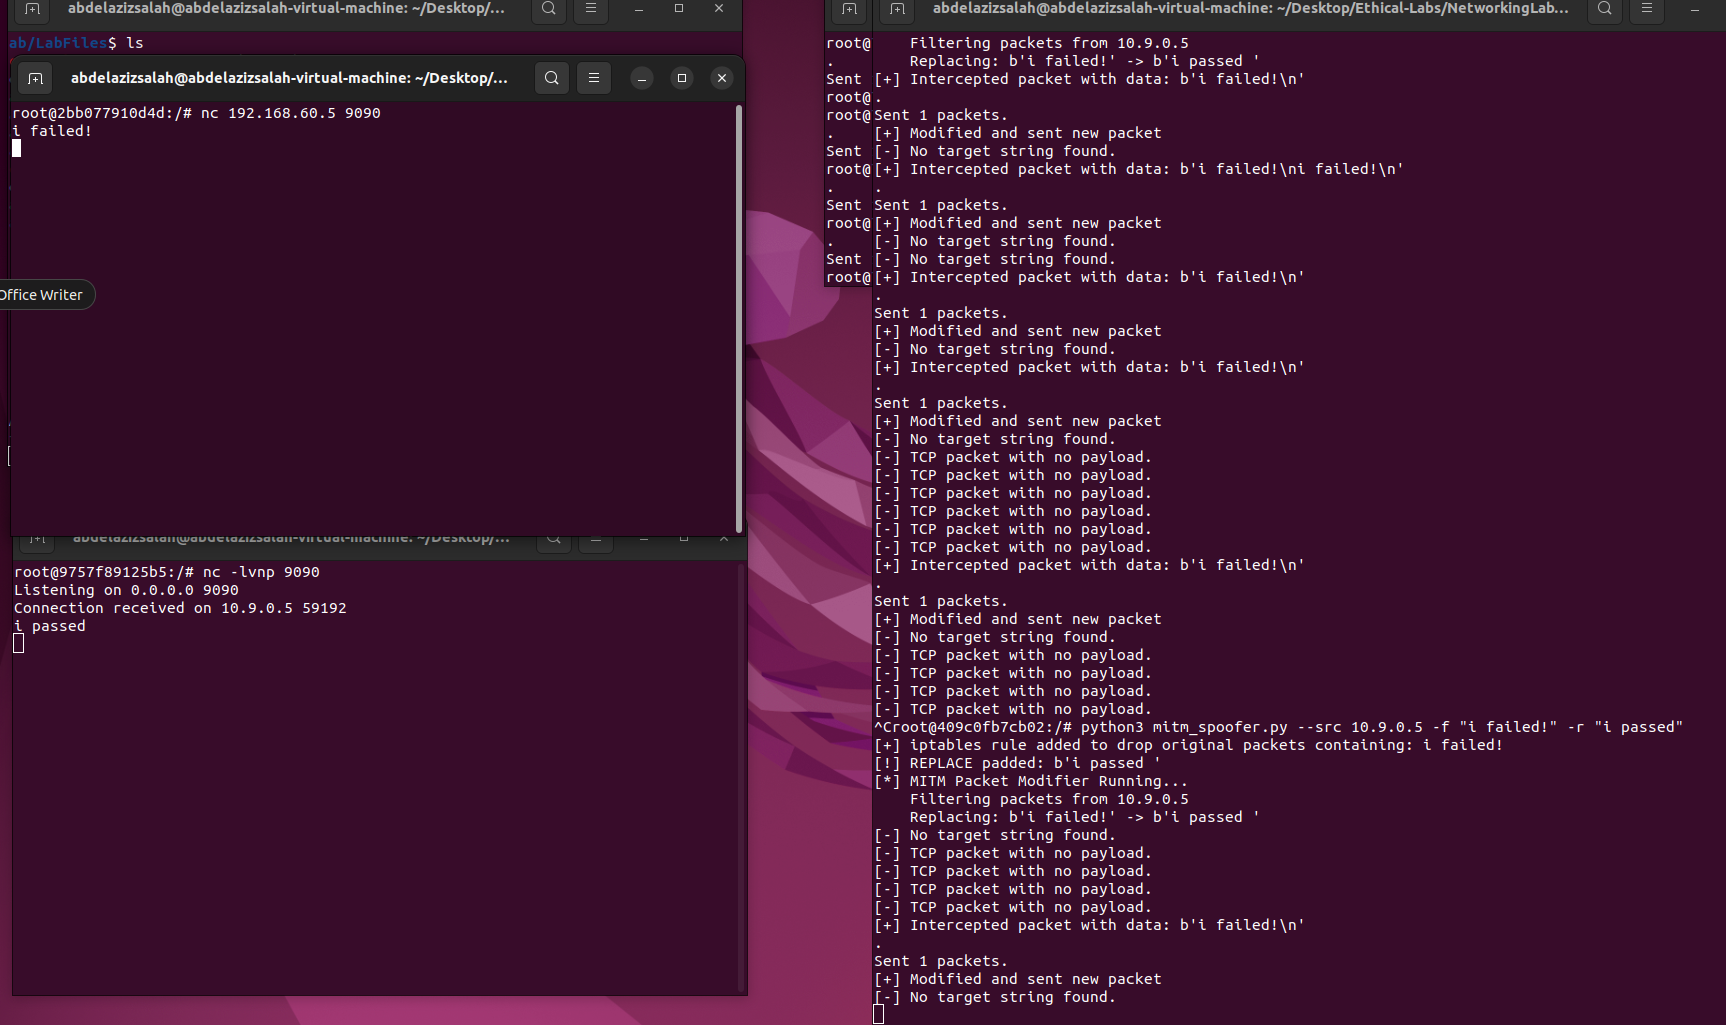 abdelazizsalah@abdelazizsalah-virtual-machine: ~/Desktop/...
ab/LabFiles$ ls
abdelazizsalah@abdelazizsalah-virtual-machine: ~/Desktop/...
root@2bb077910d4d:/# nc 192.168.60.5 9090
i failed!
Office Writer
abdelazizsalah@abdelazizsalah-virtual-machine: ~/Desktop/...
root@9757f89125b5:/# nc -lvnp 9090
Listening on 0.0.0.0 9090
Connection received on 10.9.0.5 59192
i passed
root@
.
Sent
root@
root@
.
Sent
root@
.
Sent
root@
.
Sent
root@
abdelazizsalah@abdelazizsalah-virtual-machine: ~/Desktop/Ethical-Labs/NetworkingLab...
Filtering packets from 10.9.0.5
Replacing: b'i failed!' -> b'i passed '
[+] Intercepted packet with data: b'i failed!\n'
.
Sent 1 packets.
[+] Modified and sent new packet
[-] No target string found.
[+] Intercepted packet with data: b'i failed!\ni failed!\n'
.
Sent 1 packets.
[+] Modified and sent new packet
[-] No target string found.
[-] No target string found.
[+] Intercepted packet with data: b'i failed!\n'
.
Sent 1 packets.
[+] Modified and sent new packet
[-] No target string found.
[+] Intercepted packet with data: b'i failed!\n'
.
Sent 1 packets.
[+] Modified and sent new packet
[-] No target string found.
[-] TCP packet with no payload.
[-] TCP packet with no payload.
[-] TCP packet with no payload.
[-] TCP packet with no payload.
[-] TCP packet with no payload.
[-] TCP packet with no payload.
[+] Intercepted packet with data: b'i failed!\n'
.
Sent 1 packets.
[+] Modified and sent new packet
[-] No target string found.
[-] TCP packet with no payload.
[-] TCP packet with no payload.
[-] TCP packet with no payload.
[-] TCP packet with no payload.
^Croot@409c0fb7cb02:/# python3 mitm_spoofer.py --src 10.9.0.5 -f "i failed!" -r "i passed"
[+] iptables rule added to drop original packets containing: i failed!
[!] REPLACE padded: b'i passed '
[*] MITM Packet Modifier Running...
Filtering packets from 10.9.0.5
Replacing: b'i failed!' -> b'i passed '
[-] No target string found.
[-] TCP packet with no payload.
[-] TCP packet with no payload.
[-] TCP packet with no payload.
[-] TCP packet with no payload.
[+] Intercepted packet with data: b'i failed!\n'
.
Sent 1 packets.
[+] Modified and sent new packet
[-] No target string found.